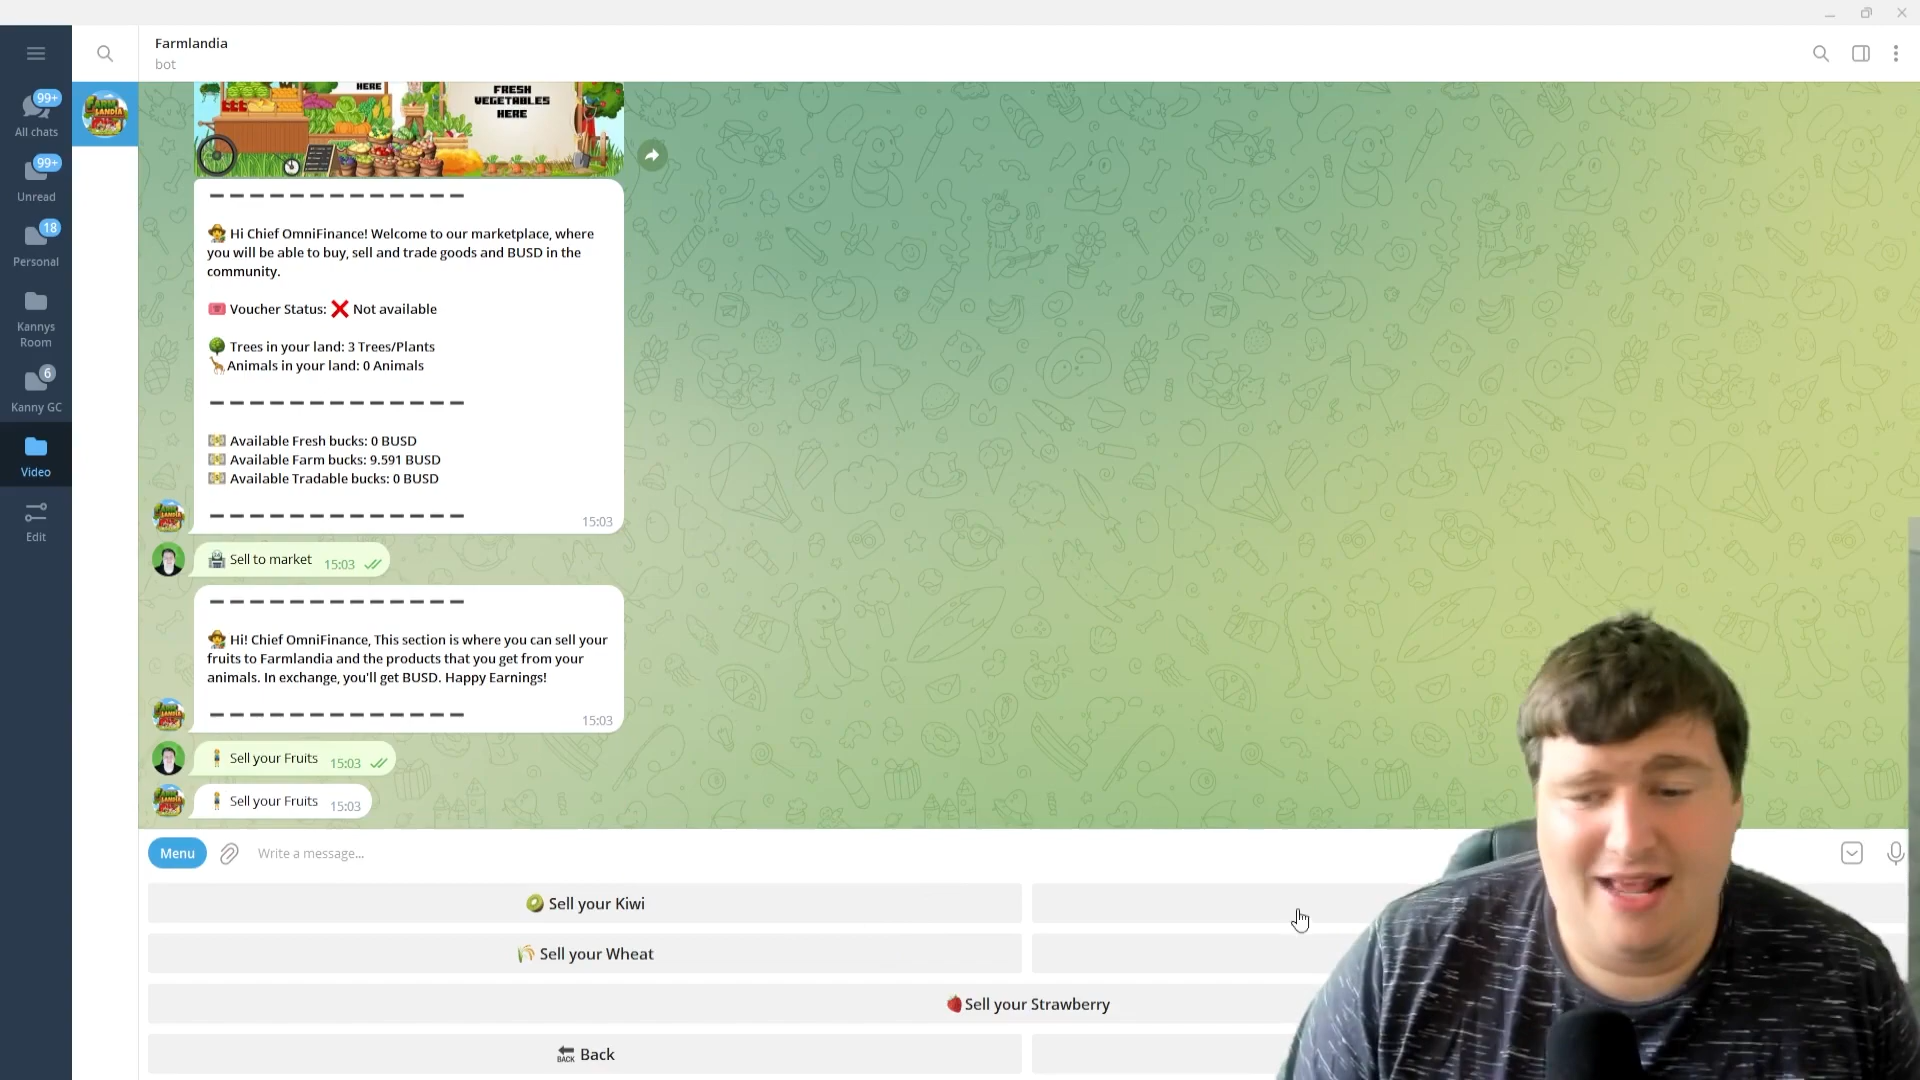 Farmlandia
bot
99+
All chats
99+
Unread
18
Personal
Kannys
Room
6
Kanny GC
Video
Edit
HERE
FRESH
VEGETABLES
HERE
Hi Chief OmniFinance! Welcome to our marketplace, where
you will be able to buy, sell and trade goods and BUSD in the
community.
Voucher Status: ❌ Not available
Trees in your land: 3 Trees/Plants
Animals in your land: 0 Animals
Available Fresh bucks: 0 BUSD
Available Farm bucks: 9.591 BUSD
Available Tradable bucks: 0 BUSD
15:03
Sell to market 15:03
Hi! Chief OmniFinance, This section is where you can sell your
fruits to Farmlandia and the products that you get from your
animals. In exchange, you'll get BUSD. Happy Earnings!
15:03
Sell your Fruits 15:03
Sell your Fruits 15:03
Menu
Write a message...
Sell your Kiwi
Sell your Wheat
Sell your Strawberry
BACK Back